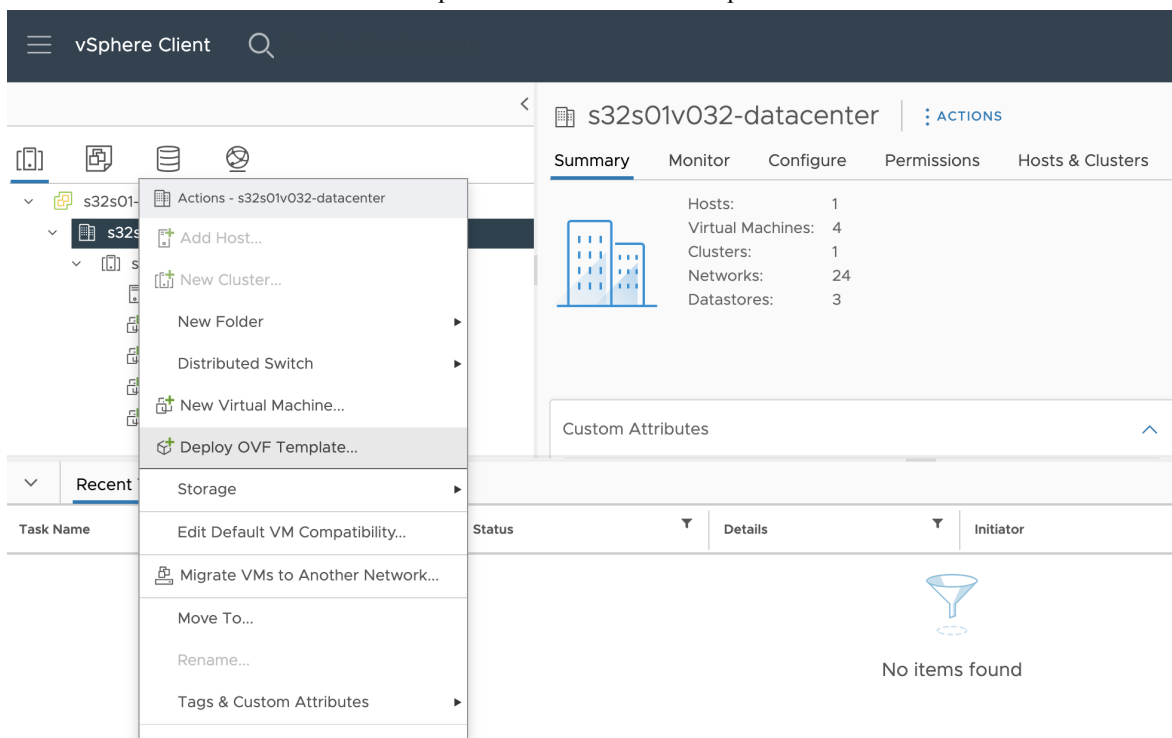 vSphere Client
s32s01v032-datacenter
ACTIONS
Summary Monitor Configure Permissions Hosts & Clusters
s32s01-
s32s
s
Actions - s32s01v032-datacenter
Add Host...
New Cluster...
New Folder
Distributed Switch
New Virtual Machine...
Deploy OVF Template...
Storage
Edit Default VM Compatibility...
Migrate VMs to Another Network...
Move To...
Rename...
Tags & Custom Attributes
Hosts: 1
Virtual Machines: 4
Clusters: 1
Networks: 24
Datastores: 3
Custom Attributes
Recent
Task Name Status Details Initiator
No items found